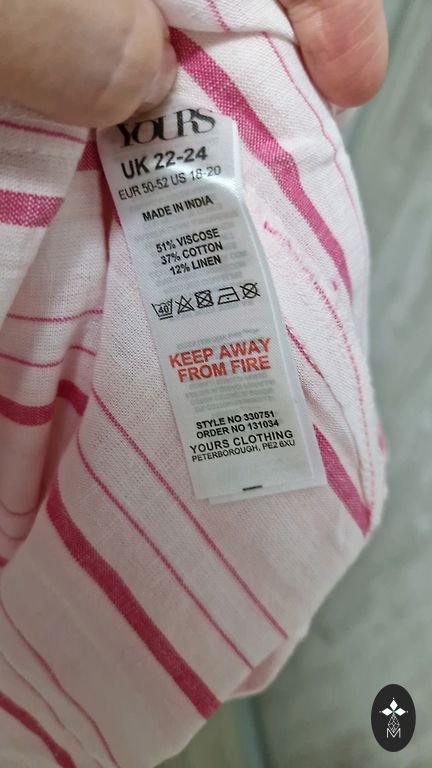 YOURS
UK 22-24
EUR 50-52 US 18-20
MADE IN INDIA
51% VISCOSE
37% COTTON
12% LINEN
40
KEEP AWAY
FROM FIRE
STYLE NO 330751
ORDER NO 131034
YOURS CLOTHING
PETERBOROUGH, PE2 6XU
M